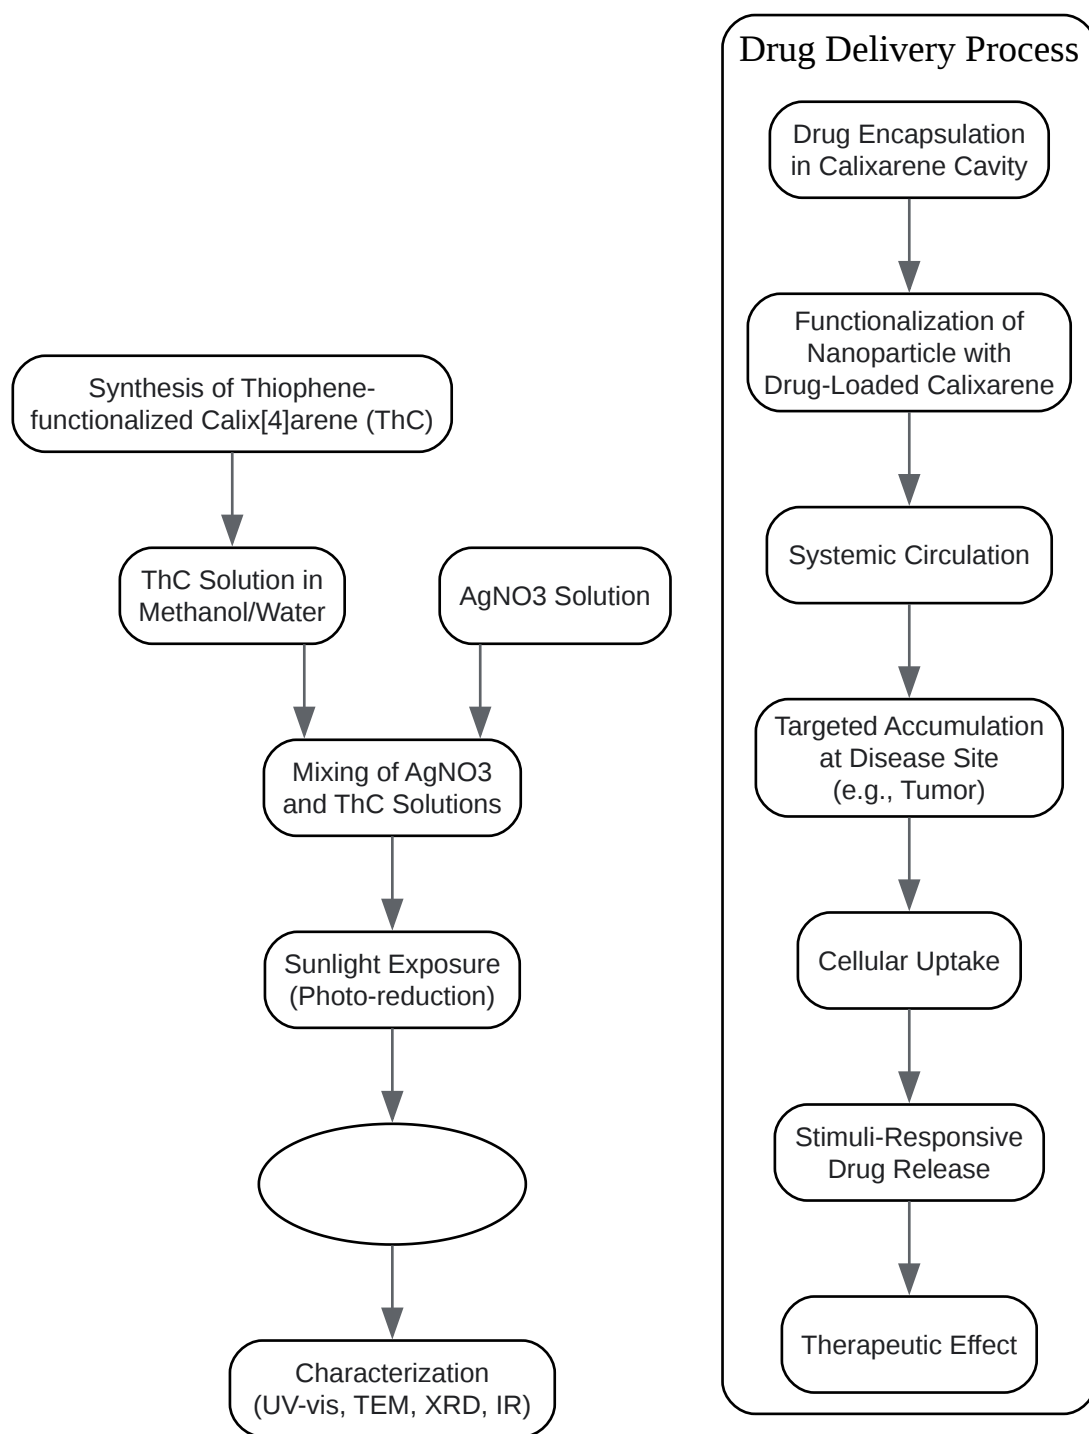 Synthesis of Thiophene-
functionalized Calix[4]arene (ThC)
ThC Solution in
Methanol/Water
AgNO3 Solution
Mixing of AgNO3
and ThC Solutions
Sunlight Exposure
(Photo-reduction)
Characterization
(UV-vis, TEM, XRD, IR)
Drug Delivery Process
Drug Encapsulation
in Calixarene Cavity
Functionalization of
Nanoparticle with
Drug-Loaded Calixarene
Systemic Circulation
Targeted Accumulation
at Disease Site
(e.g., Tumor)
Cellular Uptake
Stimuli-Responsive
Drug Release
Therapeutic Effect